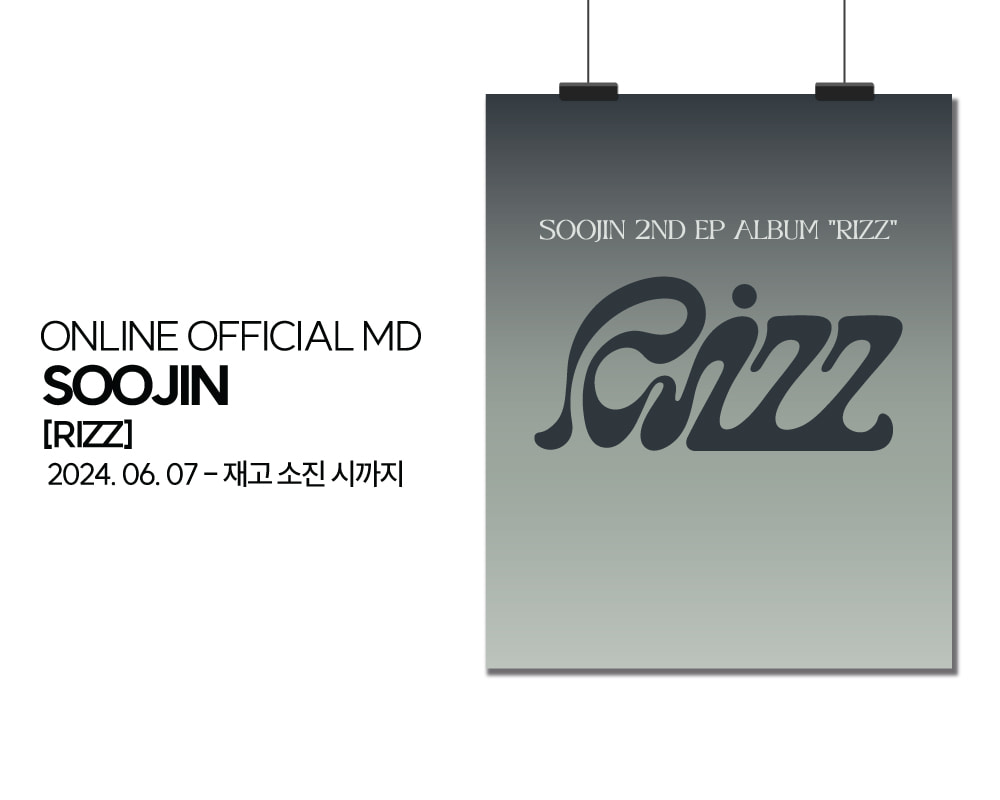 ONLINE OFFICIAL MD
SOOJIN
[RIZZ]
2024. 06. 07 – 재고 소진 시까지
SOOJIN 2ND EP ALBUM "RIZZ"
Rizz